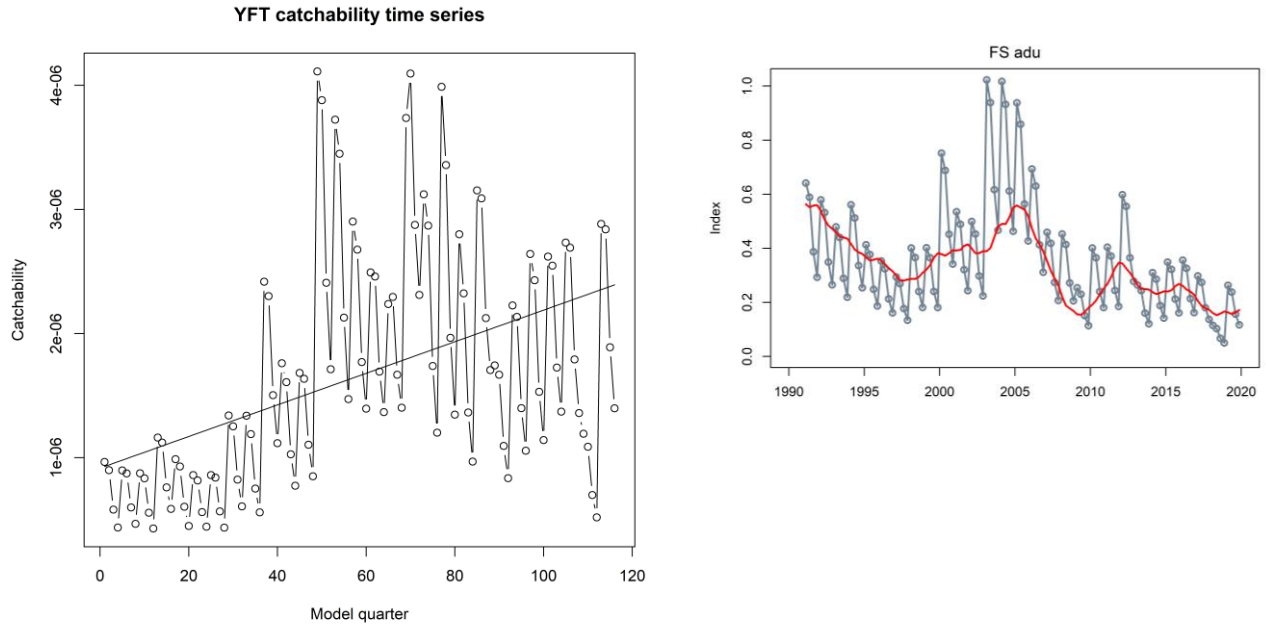 YFT catchability time series
Catchability
4e-06
3e-06
2e-06
1e-06
0 20 40 60 80 100 120
Model quarter
FS adu
Index
1.0
0.8
0.6
0.4
0.2
0.0
1990 1995 2000 2005 2010 2015 2020